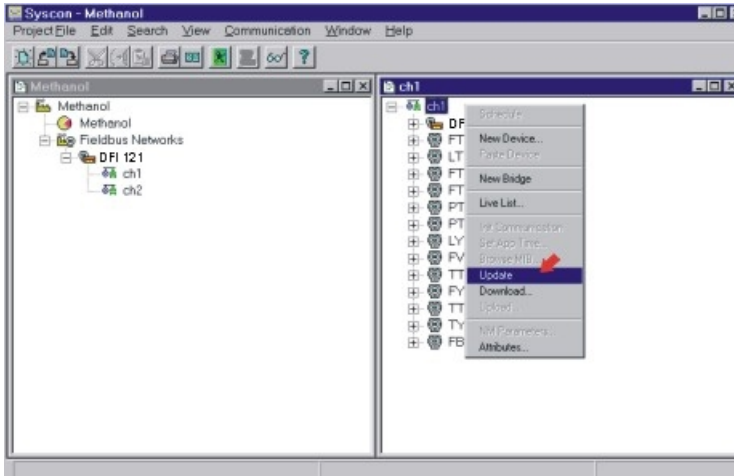 Syscon - Methanol
Project File Edit Search View Communication Window Help
Methanol
Methanol
Methanol
Fieldbus Networks
DFI 121
ch1
ch2
ch1
ch1
DF
FT
LT
FT
FT
PT
PT
LY
FV
TT
FY
TT
TY
FB
Schedule
New Device...
Paste Device
New Bridge
Live List...
Init Communication
Set App Time...
Browse MIB...
Update
Download...
Upload...
NM Parameters...
Attributes...